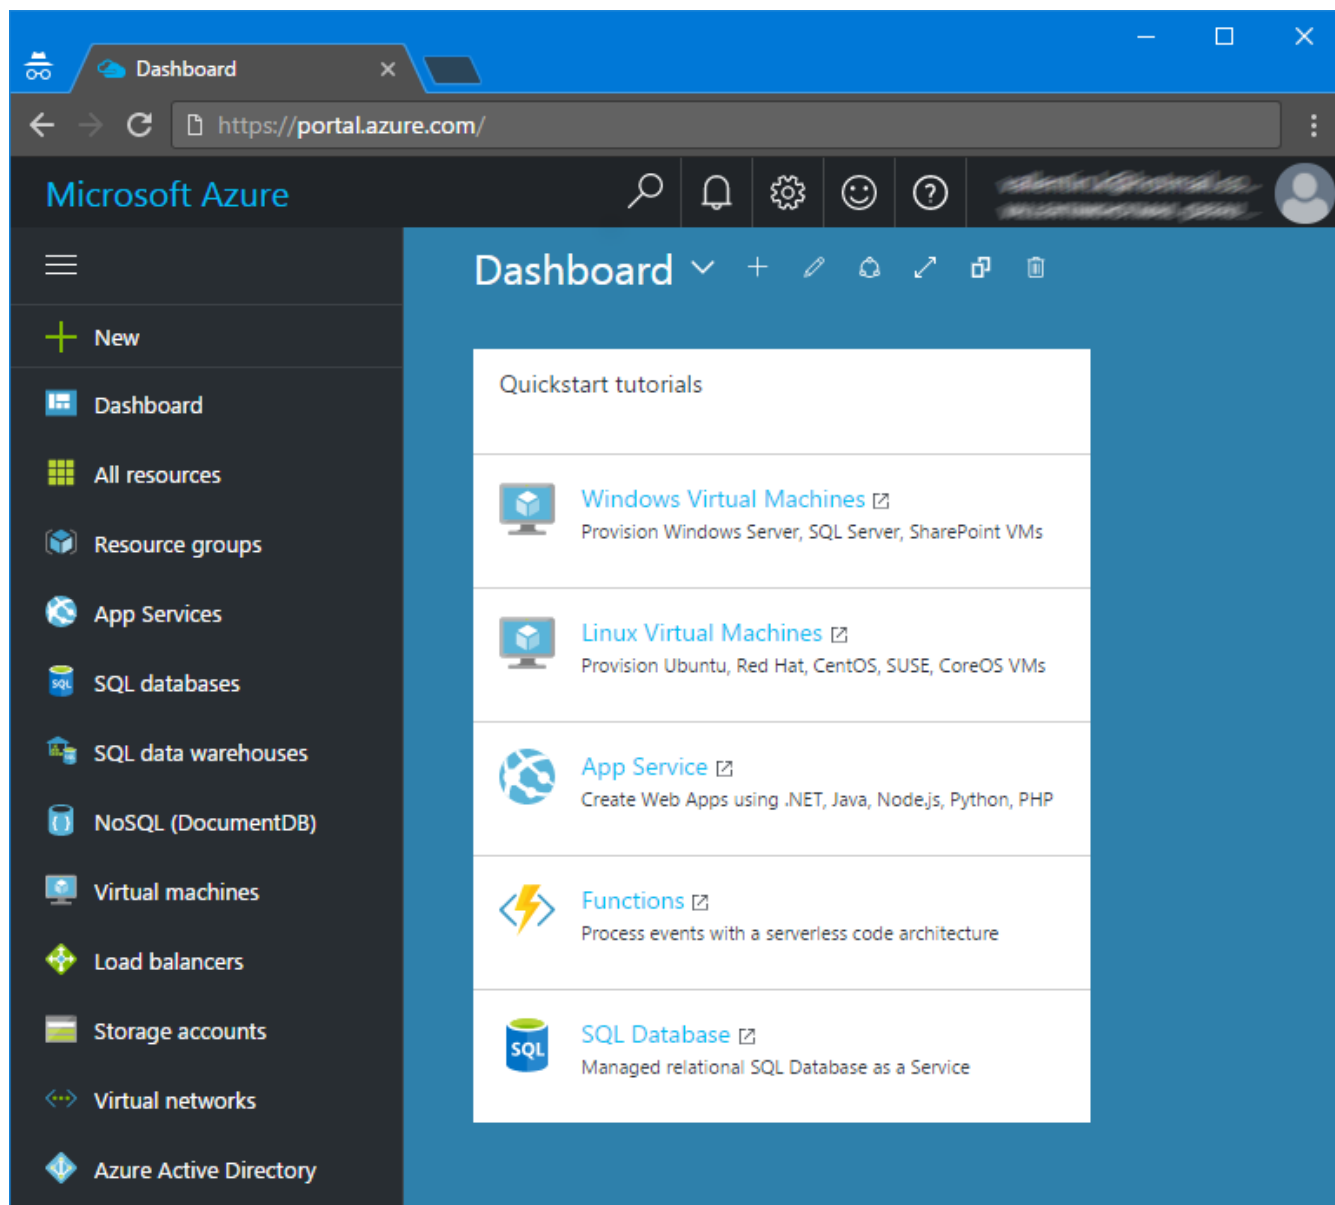 Dashboard
https://portal.azure.com/
Microsoft Azure
Dashboard
New
Dashboard
All resources
Resource groups
App Services
SQL databases
SQL data warehouses
NoSQL (DocumentDB)
Virtual machines
Load balancers
Storage accounts
Virtual networks
Azure Active Directory
Quickstart tutorials
Windows Virtual Machines
Provision Windows Server, SQL Server, SharePoint VMs
Linux Virtual Machines
Provision Ubuntu, Red Hat, CentOS, SUSE, CoreOS VMs
App Service
Create Web Apps using .NET, Java, Node.js, Python, PHP
Functions
Process events with a serverless code architecture
SQL
SQL Database
Managed relational SQL Database as a Service